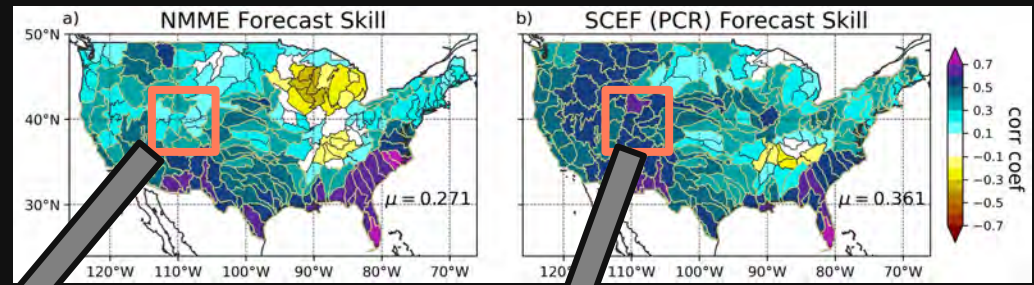 a) NMME Forecast Skill
50°N
40°N
30°N
120°W 110°W 100°W 90°W 80°W 70°W
μ = 0.271
b) SCEF (PCR) Forecast Skill
120°W 110°W 100°W 90°W 80°W 70°W
μ = 0.361
0.7
0.5
0.3
0.1
−0.1
−0.3
−0.5
−0.7
corr coef